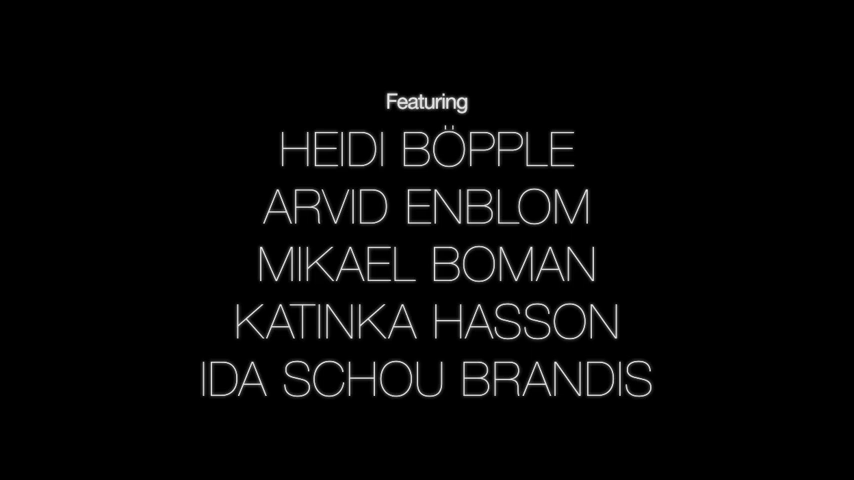 Featuring
HEIDI BÖPPLE
ARVID ENBLOM
MIKAEL BOMAN
KATINKA HASSON
IDA SCHOU BRANDIS